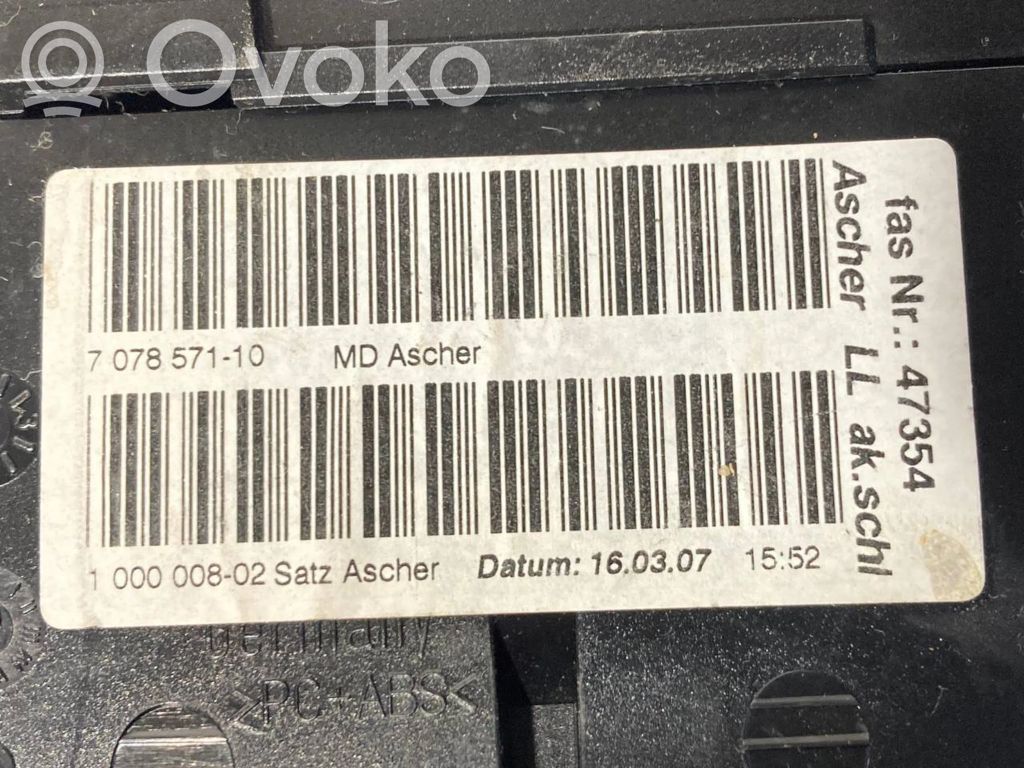 Ovoko
7 078 571-10 MD Ascher
1 000 008-02 Satz Ascher Datum: 16.03.07 15:52
fas Nr.: 47354
Ascher LL ak.schl
germany
>PC+ABS<